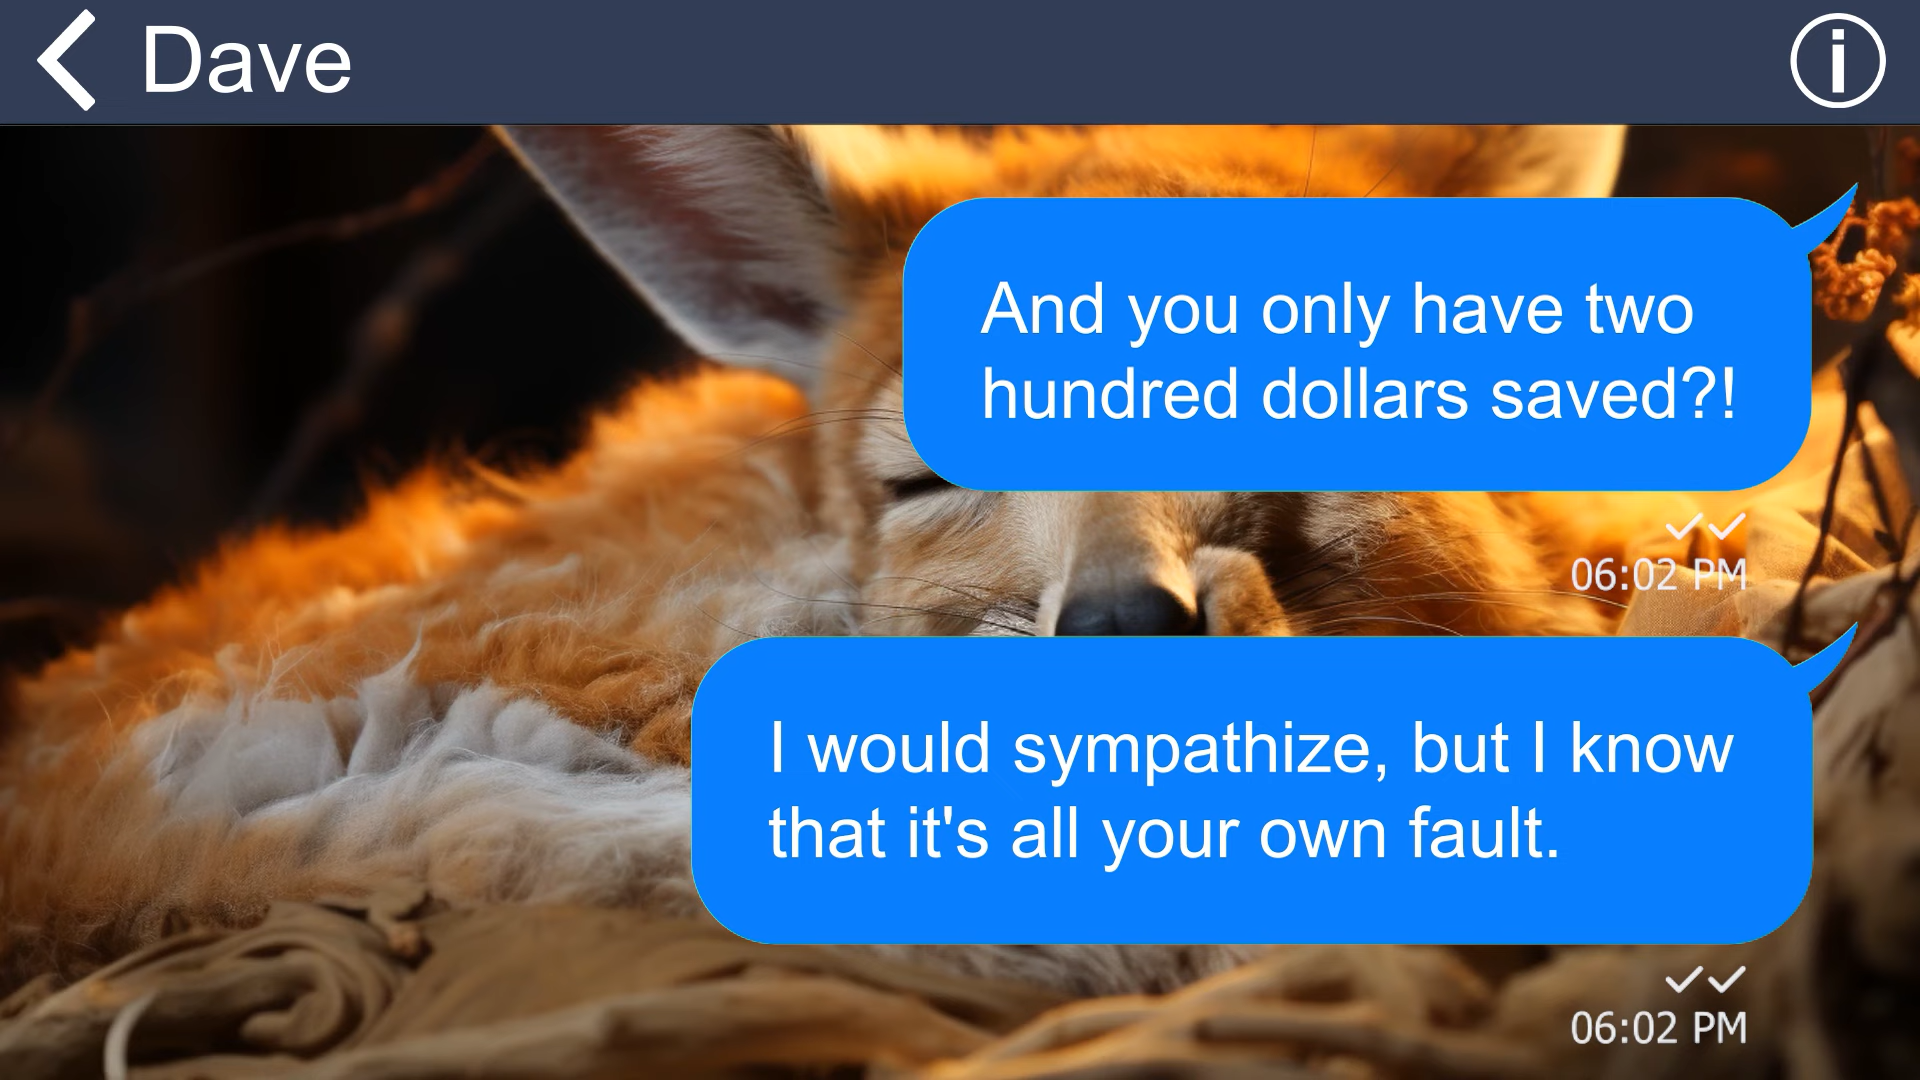 Dave
And you only have two
hundred dollars saved?!
06:02 PM
I would sympathize, but I know
that it's all your own fault.
06:02 PM